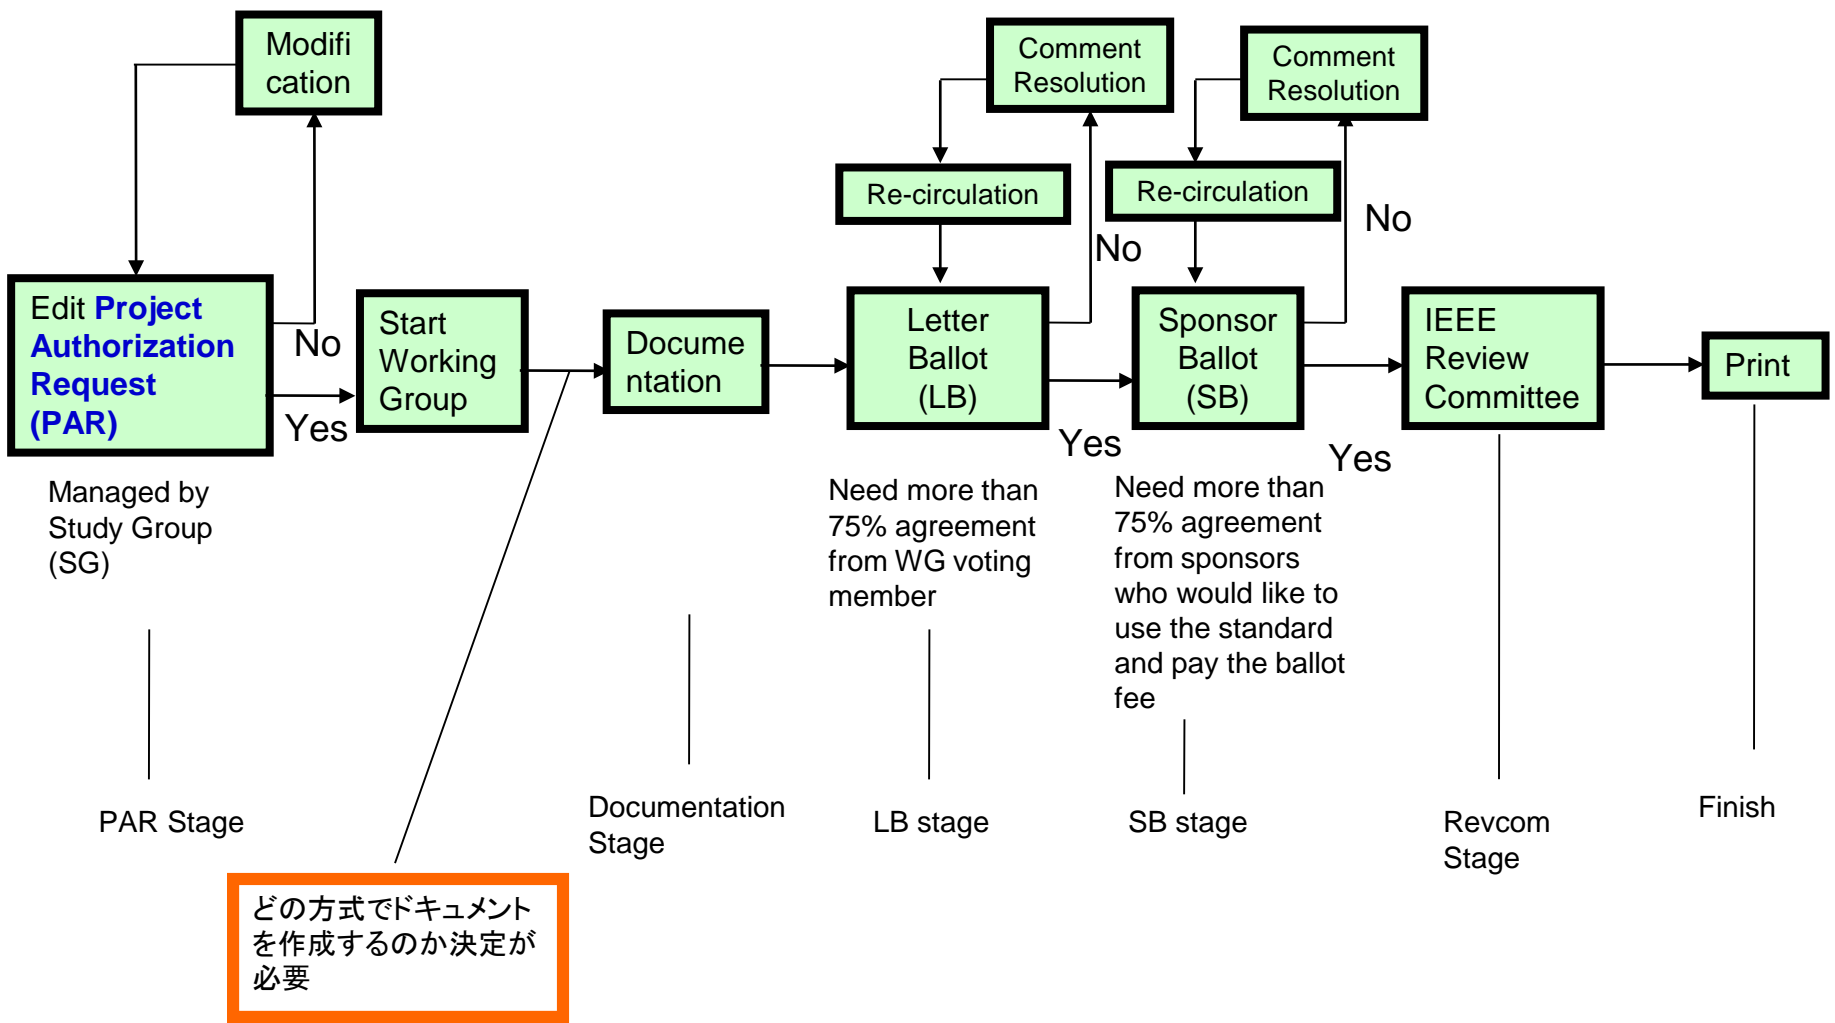 Modifi
cation
Comment
Resolution
Comment
Resolution
Re-circulation
Re-circulation
No
No
Edit Project
Authorization
Request
(PAR)
No
Yes
Start
Working
Group
Docume
ntation
Letter
Ballot
(LB)
Yes
Sponsor
Ballot
(SB)
Yes
IEEE
Review
Committee
Print
Managed by
Study Group
(SG)
Need more than
75% agreement
from WG voting
member
Need more than
75% agreement
from sponsors
who would like to
use the standard
and pay the ballot
fee
PAR Stage
Documentation
Stage
LB stage
SB stage
Revcom
Stage
Finish
どの方式でドキュメント
を作成するのか決定が
必要